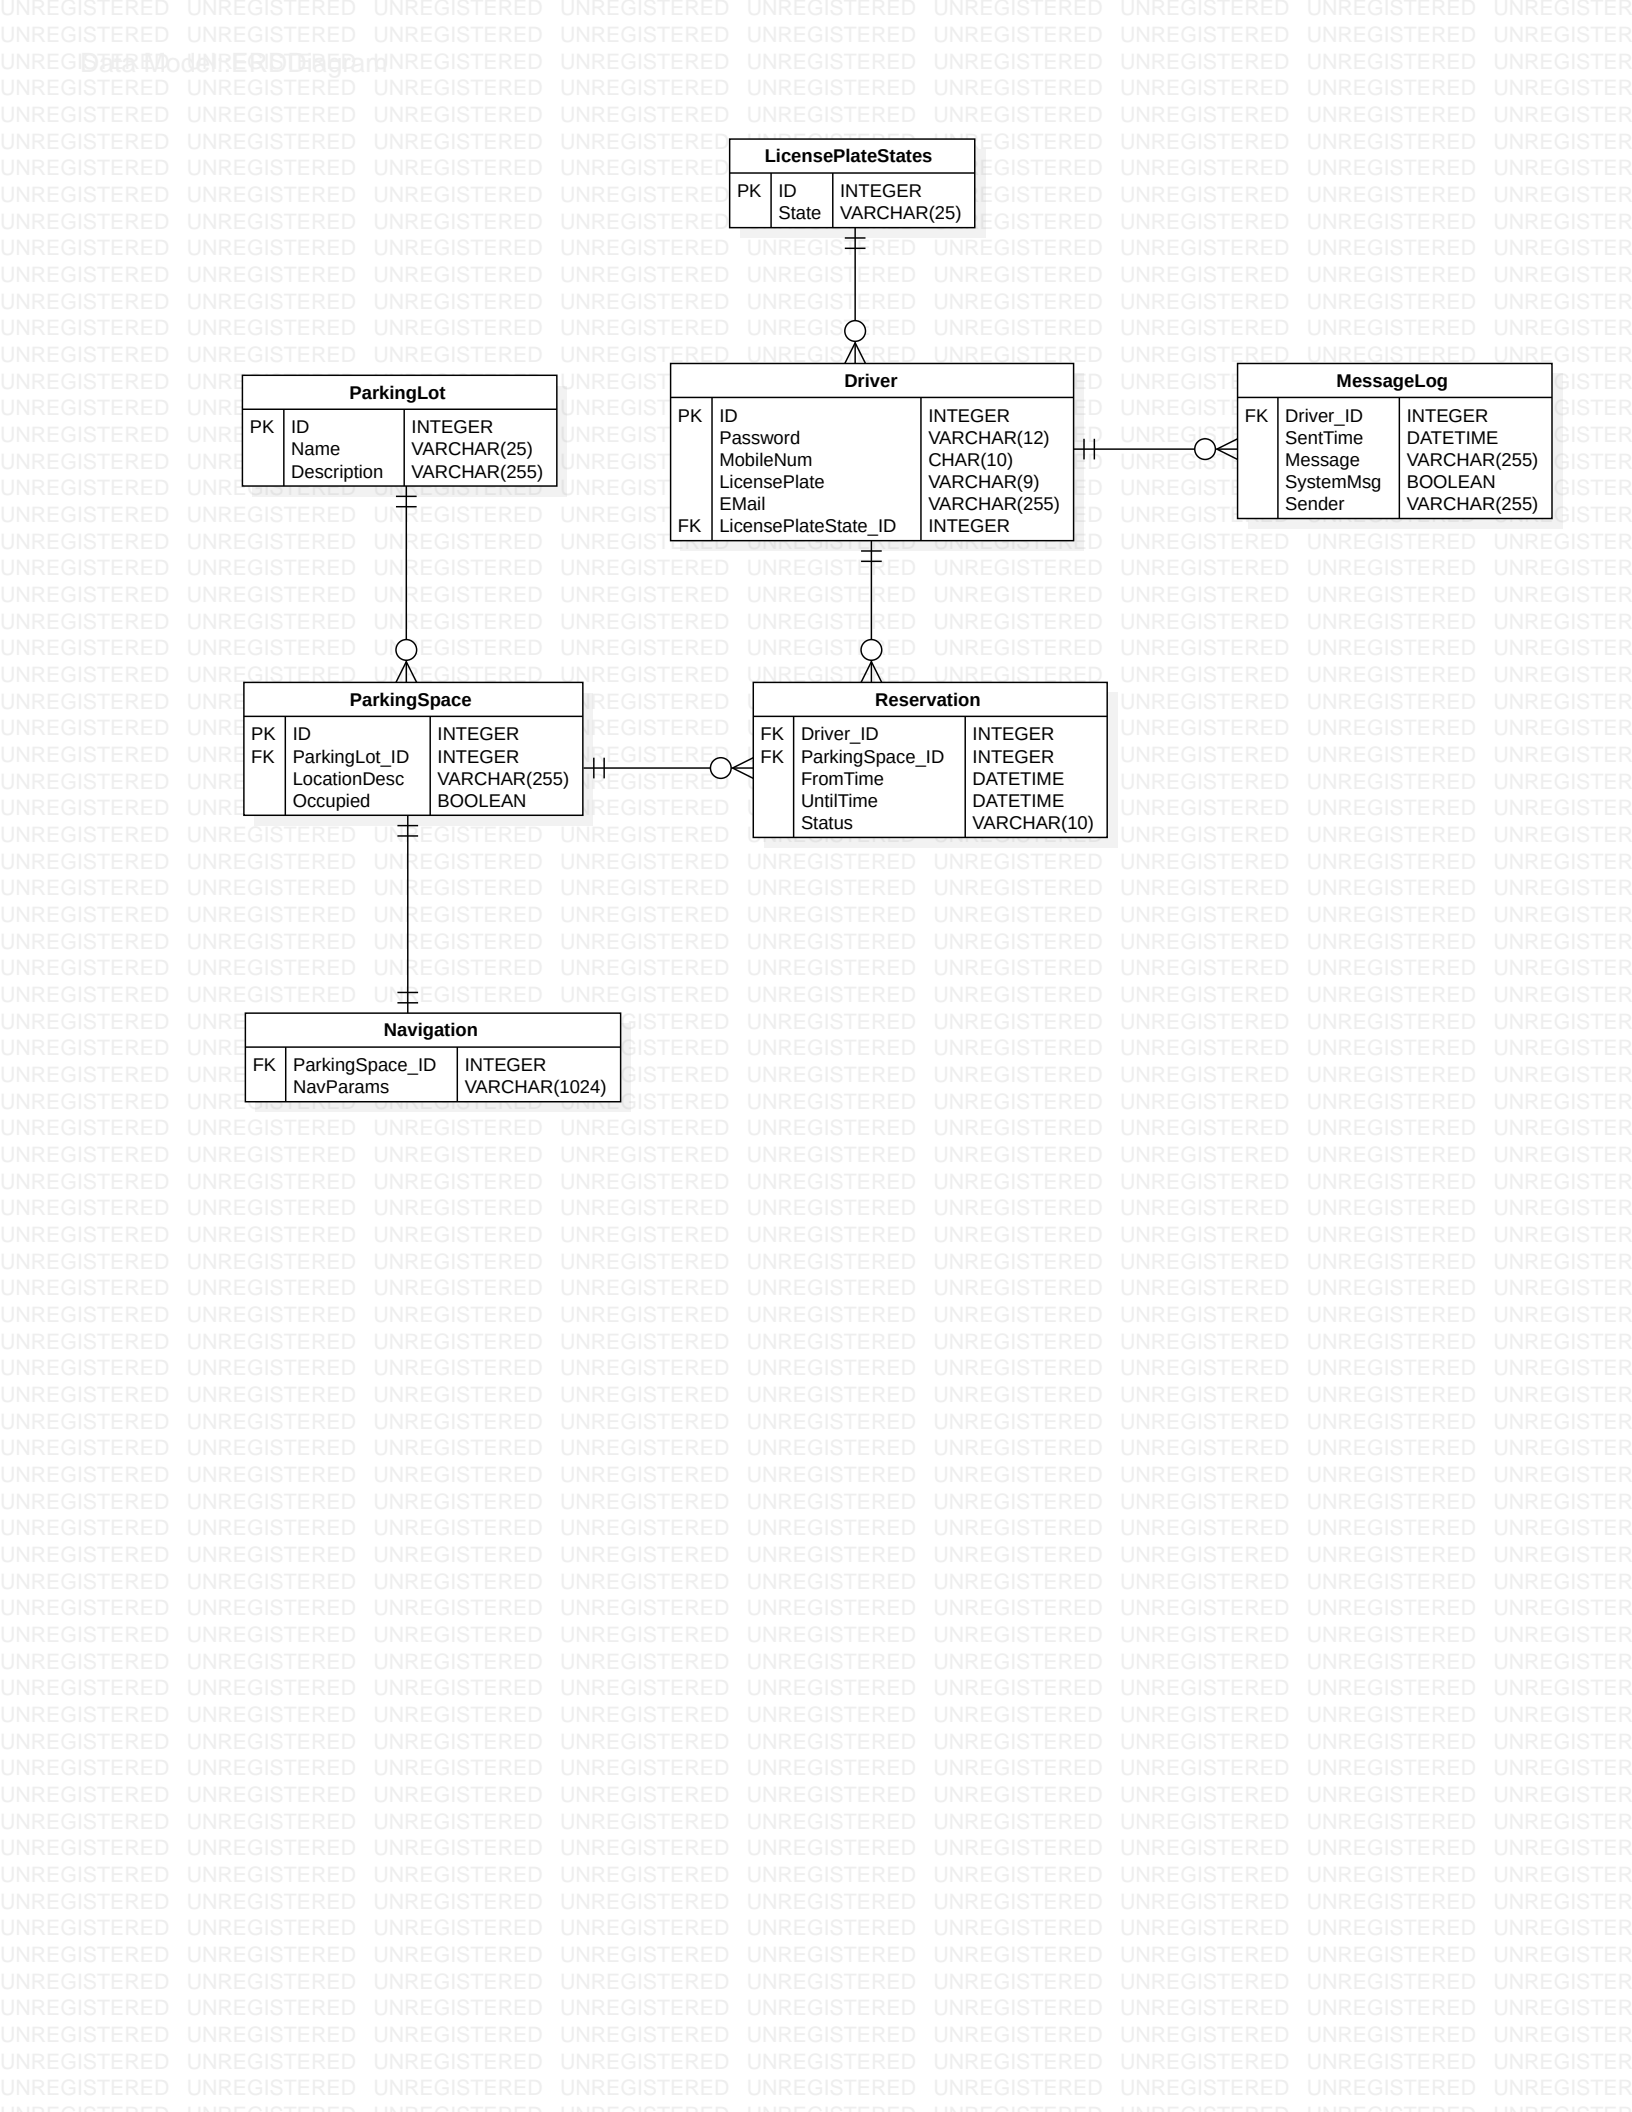 Data Model ERDDiagram
LicensePlateStates
PK ID INTEGER
State VARCHAR(25)
ParkingLot
PK ID INTEGER
Name VARCHAR(25)
Description VARCHAR(255)
Driver
PK ID INTEGER
Password VARCHAR(12)
MobileNum CHAR(10)
LicensePlate VARCHAR(9)
EMail VARCHAR(255)
FK LicensePlateState_ID INTEGER
MessageLog
FK Driver_ID INTEGER
SentTime DATETIME
Message VARCHAR(255)
SystemMsg BOOLEAN
Sender VARCHAR(255)
ParkingSpace
PK ID INTEGER
FK ParkingLot_ID INTEGER
LocationDesc VARCHAR(255)
Occupied BOOLEAN
Reservation
FK Driver_ID INTEGER
FK ParkingSpace_ID INTEGER
FromTime DATETIME
UntilTime DATETIME
Status VARCHAR(10)
Navigation
FK ParkingSpace_ID INTEGER
NavParams VARCHAR(1024)
UNREGISTERED